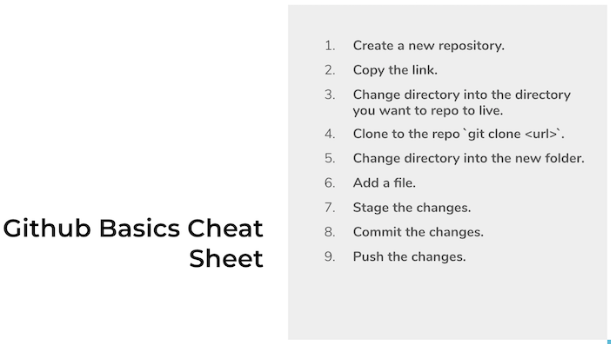 Github Basics Cheat
Sheet
1. Create a new repository.
2. Copy the link.
3. Change directory into the directory
you want to repo to live.
4. Clone to the repo `git clone <url>`.
5. Change directory into the new folder.
6. Add a file.
7. Stage the changes.
8. Commit the changes.
9. Push the changes.